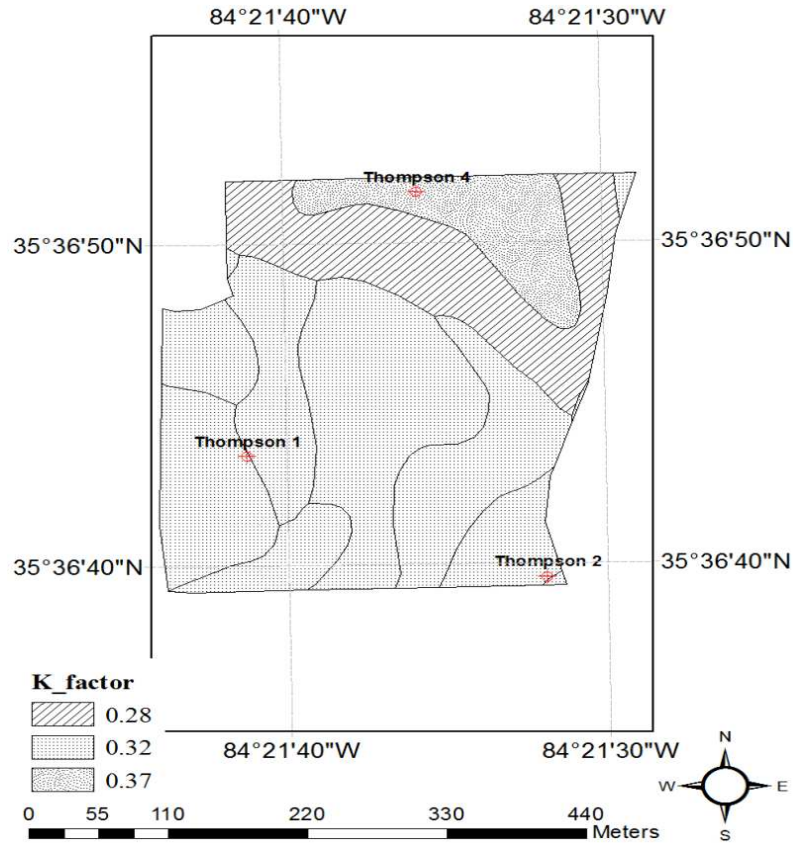 84°21'40"W 84°21'30"W
Thompson 4
35°36'50"N 35°36'50"N
Thompson 1
Thompson 2
35°36'40"N 35°36'40"N
K_factor
0.28
0.32
0.37
84°21'40"W 84°21'30"W
N
W E
S
0 55 110 220 330 440
Meters